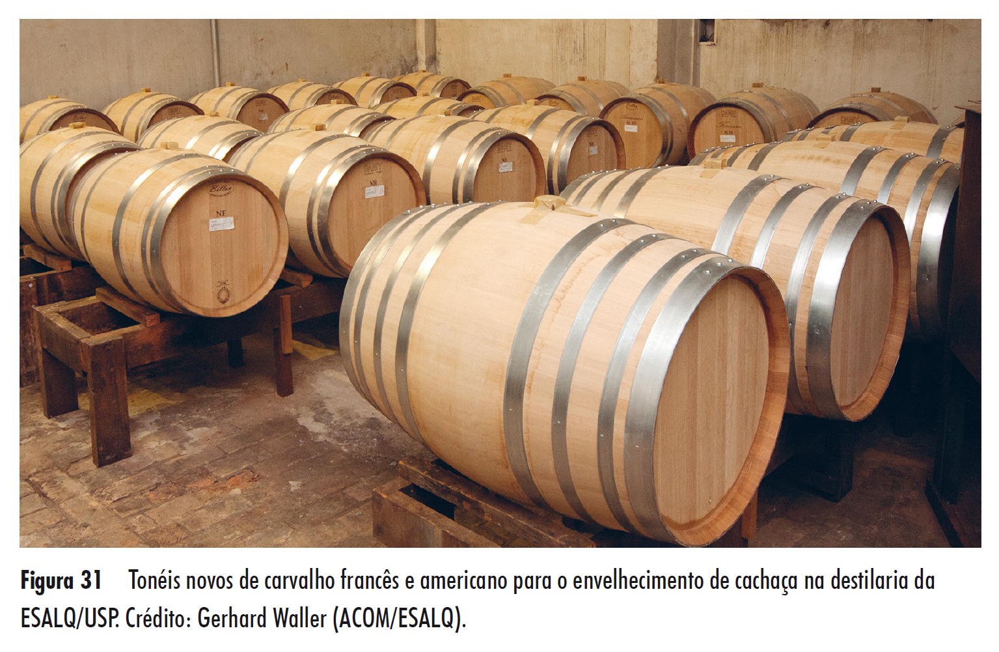 NF
NH
Figura 31 Tonéis novos de carvalho francês e americano para o envelhecimento de cachaça na destilaria da
ESALQ/USP. Crédito: Gerhard Waller (ACOM/ESALQ).